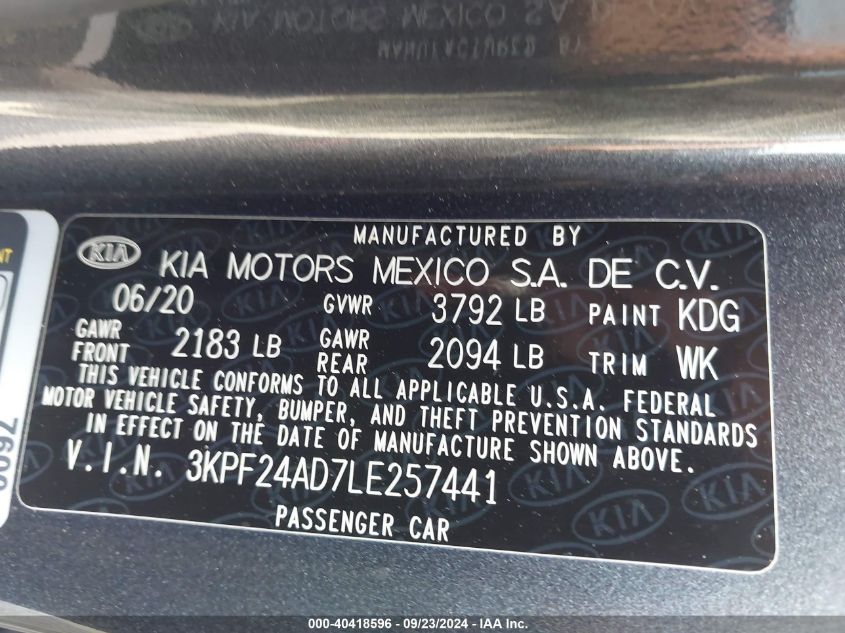 MANUFACTURED BY
KIA KIA MOTORS MEXICO S.A. DE C.V.
06/20 GVWR 3792 LB PAINT KDG
GAWR FRONT 2183 LB GAWR REAR 2094 LB TRIM WK
THIS VEHICLE CONFORMS TO ALL APPLICABLE U.S.A. FEDERAL
MOTOR VEHICLE SAFETY, BUMPER, AND THEFT PREVENTION STANDARDS
IN EFFECT ON THE DATE OF MANUFACTURE SHOWN ABOVE.
V.I.N. 3KPF24AD7LE257441
PASSENGER CAR
000-40418596 - 09/23/2024 - IAA Inc.